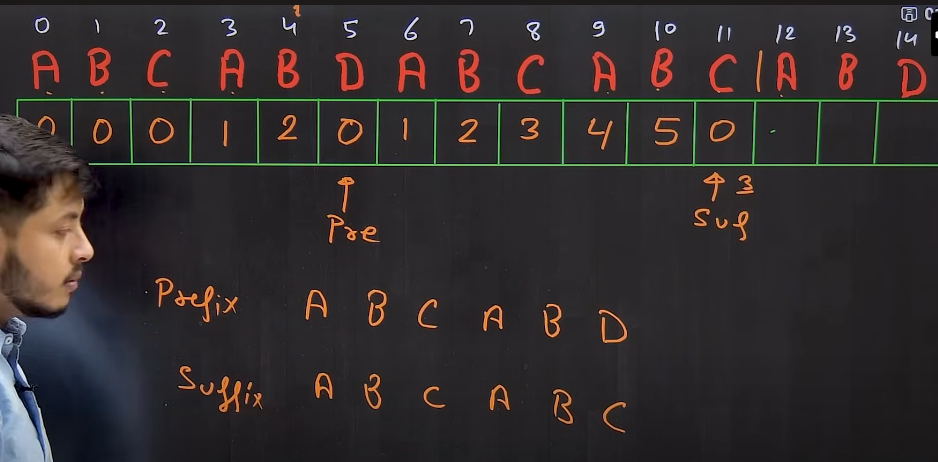 0 1 2 3 4 5 6 7 8 9 10 11 12 13 14
A B C A B D A B C A B C | A B D
0 0 0 1 2 0 1 2 3 4 5 0
3
Pre Suf
Prefix A B C A B D
Suffix A B C A B C